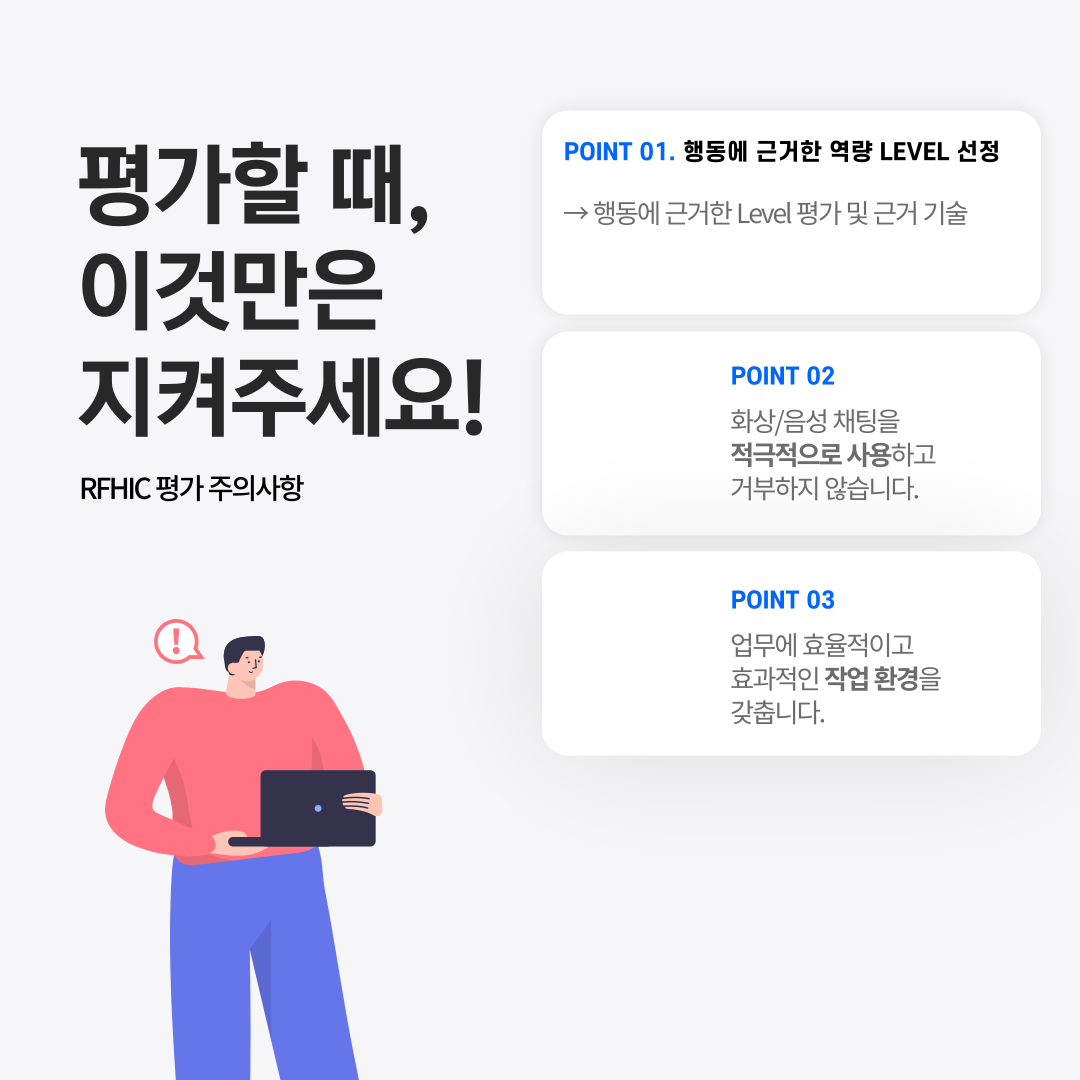 평가할 때,
이것만은
지켜주세요!
RFHIC 평가 주의사항
!
POINT 01. 행동에 근거한 역량 LEVEL 선정
→ 행동에 근거한 Level 평가 및 근거 기술
POINT 02
화상/음성 채팅을
적극적으로 사용하고
거부하지 않습니다.
POINT 03
업무에 효율적이고
효과적인 작업 환경을
갖춥니다.